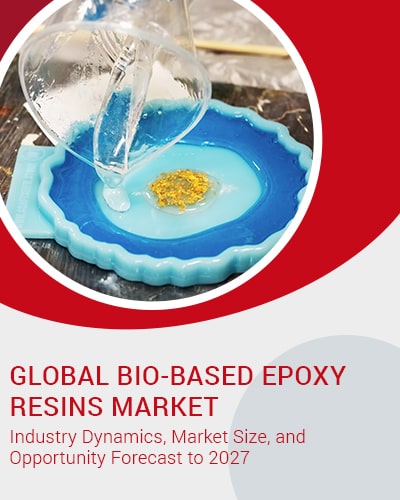 GLOBAL BIO-BASED EPOXY
RESINS MARKET
Industry Dynamics, Market Size, and
Opportunity Forecast to 2027